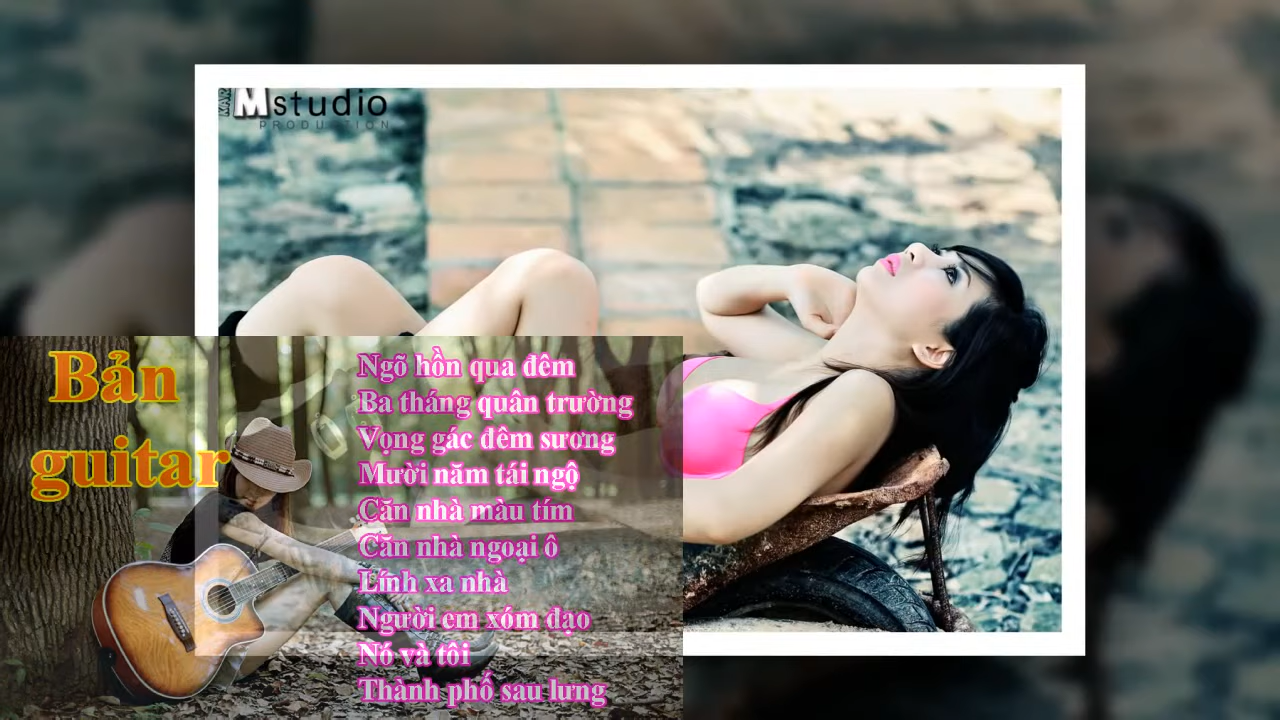 KAR
Mstudio
PRODUCTION
Bản
guitar
Ngõ hồn qua đêm
Ba tháng quân trường
Vọng gác đêm sương
Mười năm tái ngộ
Căn nhà màu tím
Căn nhà ngoại ô
Lính xa nhà
Người em xóm đạo
Nó và tôi
Thành phố sau lưng